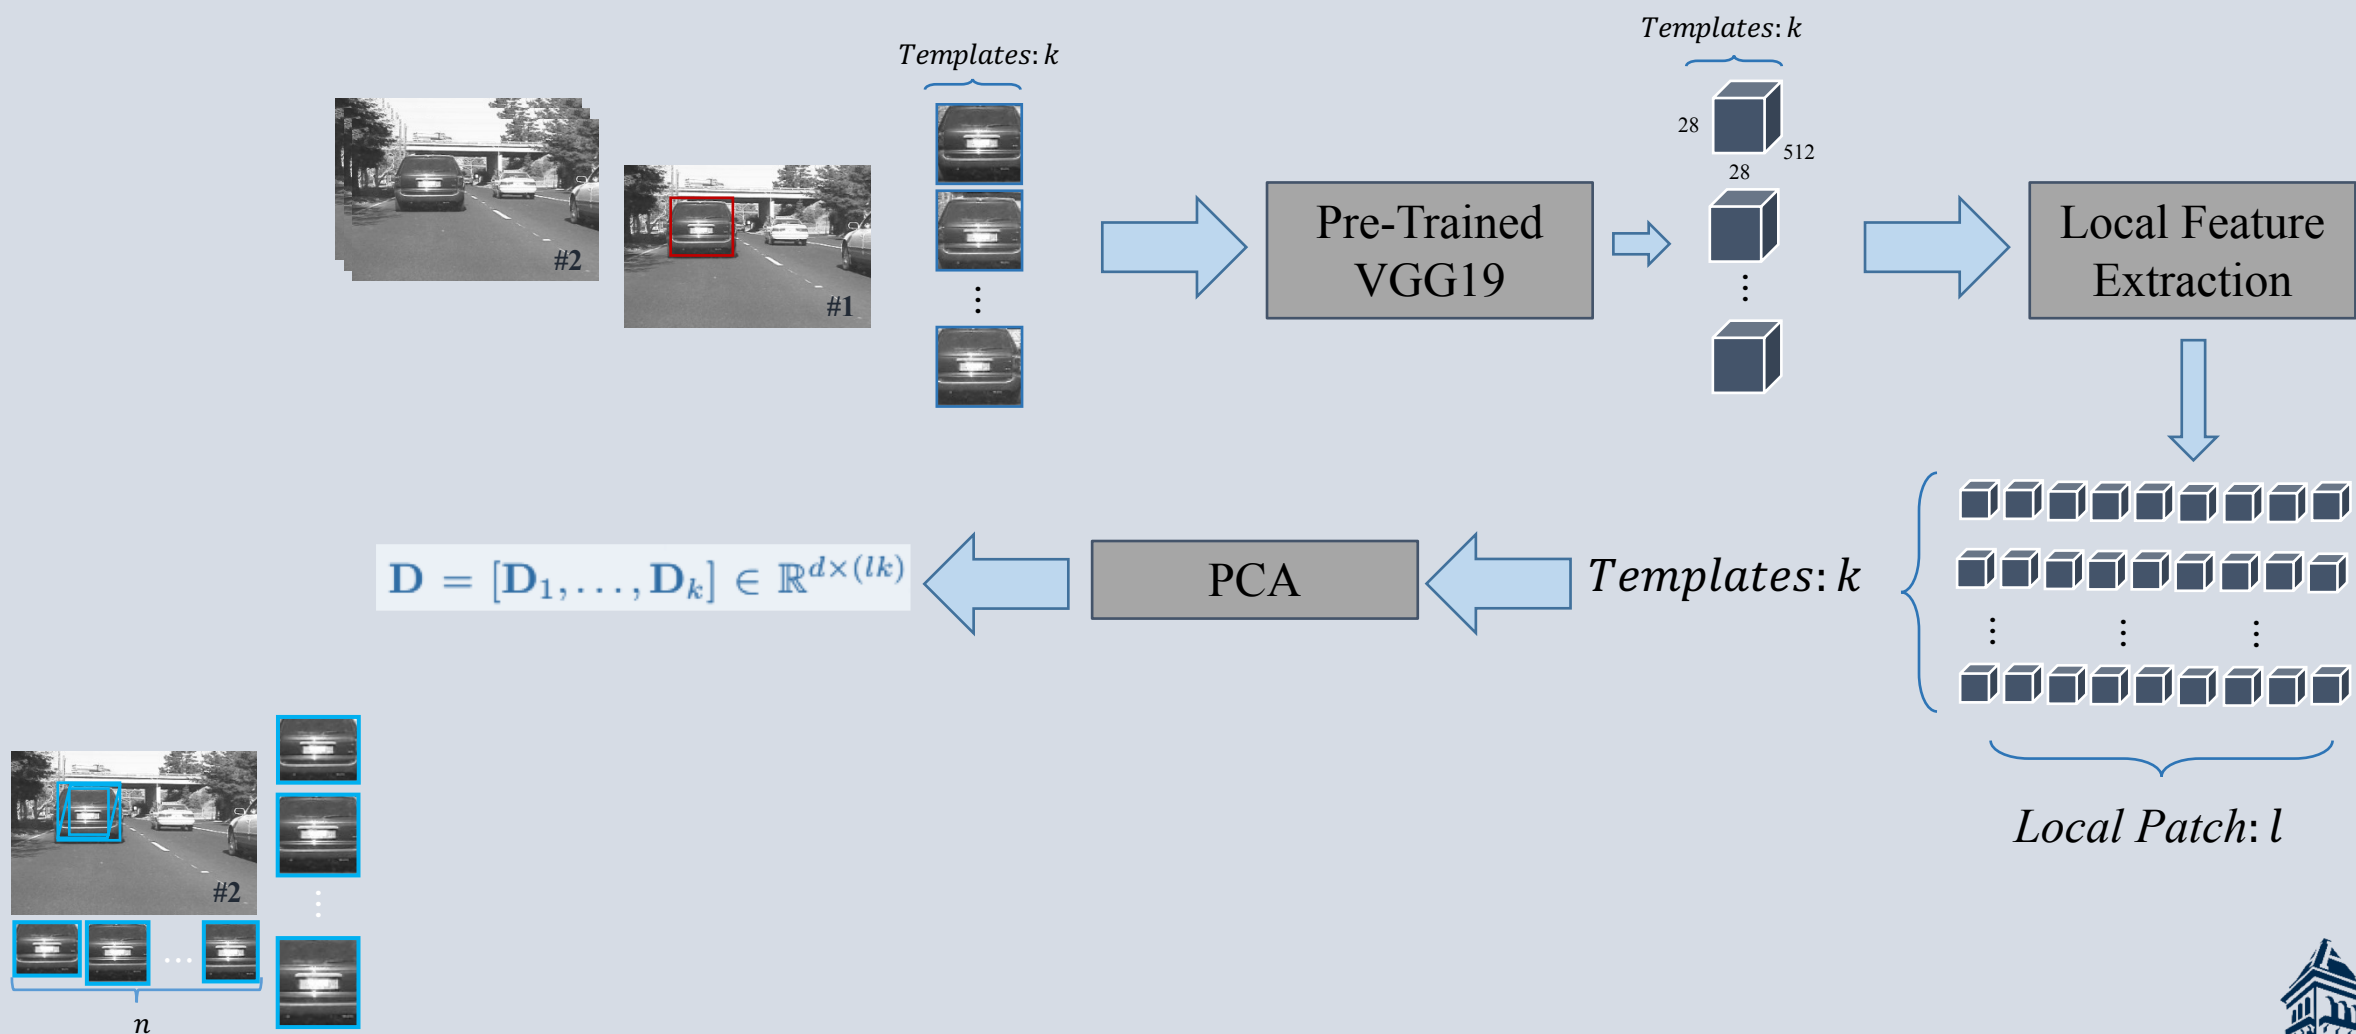 Templates: k
Templates: k
28
512
28
#2
#1
Pre-Trained
VGG19
Local Feature
Extraction
⋮
⋮
D = [D₁, . . . , Dₖ] ∈ ℝ^{d×(lk)}
PCA
Templates: k
⋮ ⋮ ⋮
Local Patch: l
#2
⋮
...
n